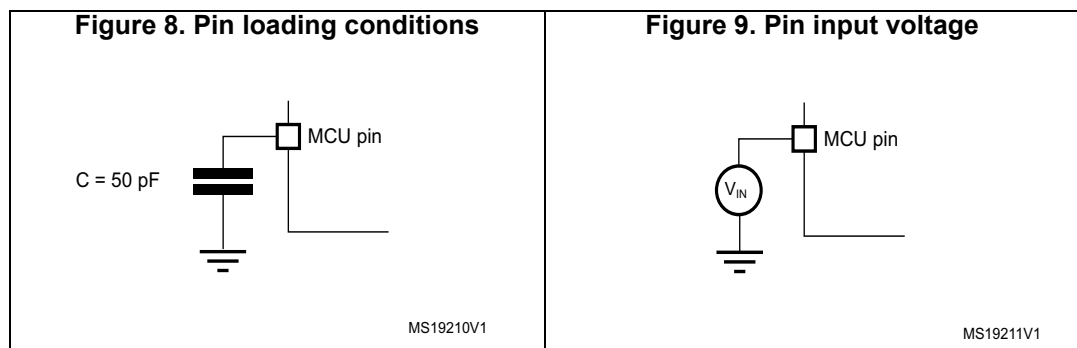 Figure 8. Pin loading conditions
MCU pin
C = 50 pF
MS19210V1
Figure 9. Pin input voltage
MCU pin
VIN
MS19211V1